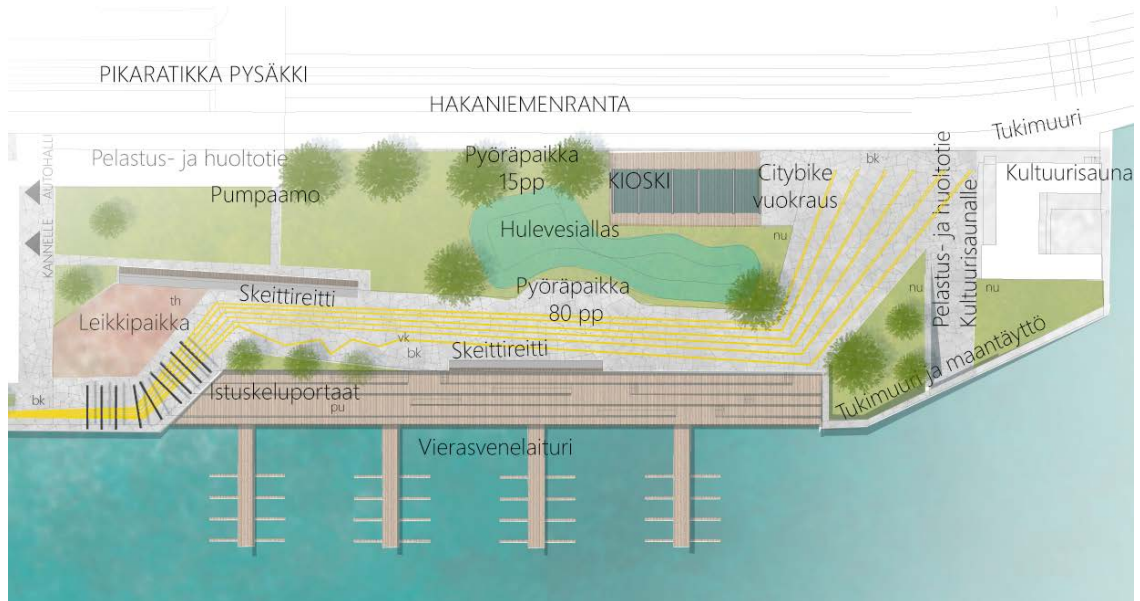 PIKARATIKKA PYSÄKKI
HAKANIEMENRANTA
Tukimuuri
Pelastus- ja huoltotie
Pyöräpaikka
15pp
KIOSKI
Citybike
vuokraus
bk
Pelastus- ja huoltotie
Kulttuurisaunalle
Kultuurisauna
KANNELLE
AUTOHALLI
Pumpaamo
Hulevesiallas
nu
nu
nu
Skeittireitti
Pyöräpaikka
80 pp
th
Leikkipaikka
vk
bk
Skeittireitti
bk
Istuskeluportaat
pu
Tukimuuri ja maantäyttö
Vierasvenelaituri